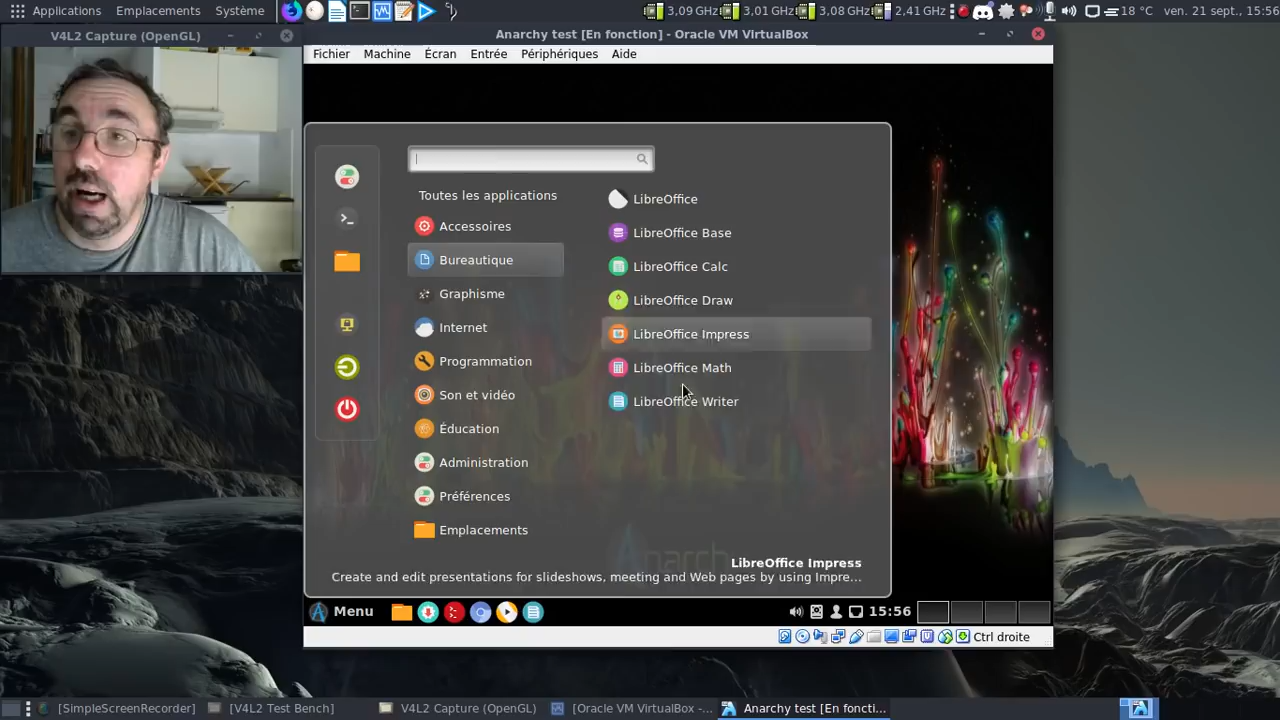 Applications Emplacements Système 3,09 GHz 3,01 GHz 3,08 GHz 2,41 GHz 18 °C ven. 21 sept., 15:56
V4L2 Capture (OpenGL)
Anarchy test [En fonction] - Oracle VM VirtualBox
Fichier Machine Écran Entrée Périphériques Aide
Toutes les applications
Accessoires
Bureautique
Graphisme
Internet
Programmation
Son et vidéo
Éducation
Administration
Préférences
Emplacements
LibreOffice
LibreOffice Base
LibreOffice Calc
LibreOffice Draw
LibreOffice Impress
LibreOffice Math
LibreOffice Writer
Anarch
LibreOffice Impress
Create and edit presentations for slideshows, meeting and Web pages by using Impre...
Menu 15:56
Ctrl droite
[SimpleScreenRecorder] [V4L2 Test Bench] V4L2 Capture (OpenGL) [Oracle VM VirtualBox -... Anarchy test [En foncti...